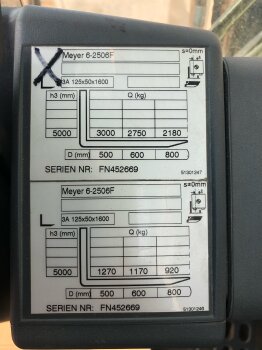 Meyer 6-2506F
s=0mm
L 3A 125x50x1600
h3 (mm) Q (kg)
5000 3000 2750 2180
D (mm) 500 600 800
SERIEN NR: FN452669
51301247
Meyer 6-2506F
s=0mm
L 3A 125x50x1600
h3 (mm) Q (kg)
5000 1270 1170 920
D (mm) 500 600 800
SERIEN NR: FN452669
51301246